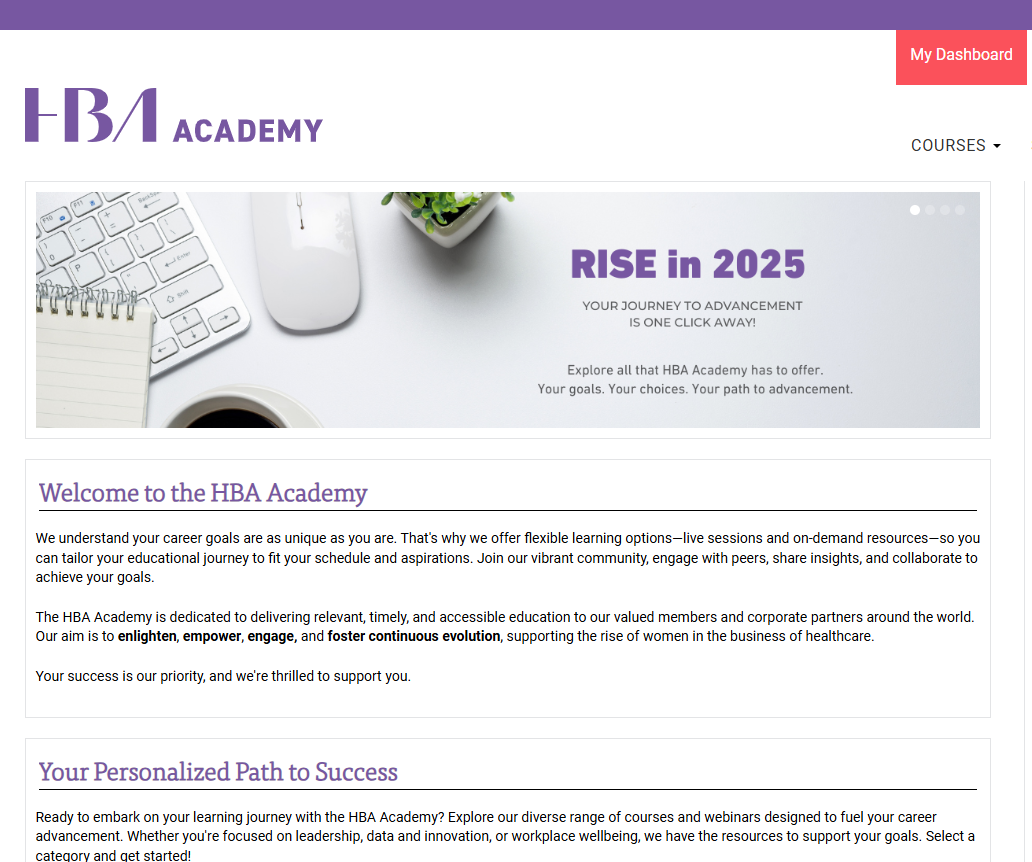 My Dashboard
HBA ACADEMY
COURSES
F10
F11
Backspace
Enter
P
Shift
RISE in 2025
YOUR JOURNEY TO ADVANCEMENT
IS ONE CLICK AWAY!
Explore all that HBA Academy has to offer.
Your goals. Your choices. Your path to advancement.
Welcome to the HBA Academy
We understand your career goals are as unique as you are. That's why we offer flexible learning options—live sessions and on-demand resources—so you
can tailor your educational journey to fit your schedule and aspirations. Join our vibrant community, engage with peers, share insights, and collaborate to
achieve your goals.
The HBA Academy is dedicated to delivering relevant, timely, and accessible education to our valued members and corporate partners around the world.
Our aim is to enlighten, empower, engage, and foster continuous evolution, supporting the rise of women in the business of healthcare.
Your success is our priority, and we're thrilled to support you.
Your Personalized Path to Success
Ready to embark on your learning journey with the HBA Academy? Explore our diverse range of courses and webinars designed to fuel your career
advancement. Whether you're focused on leadership, data and innovation, or workplace wellbeing, we have the resources to support your goals. Select a
category and get started!